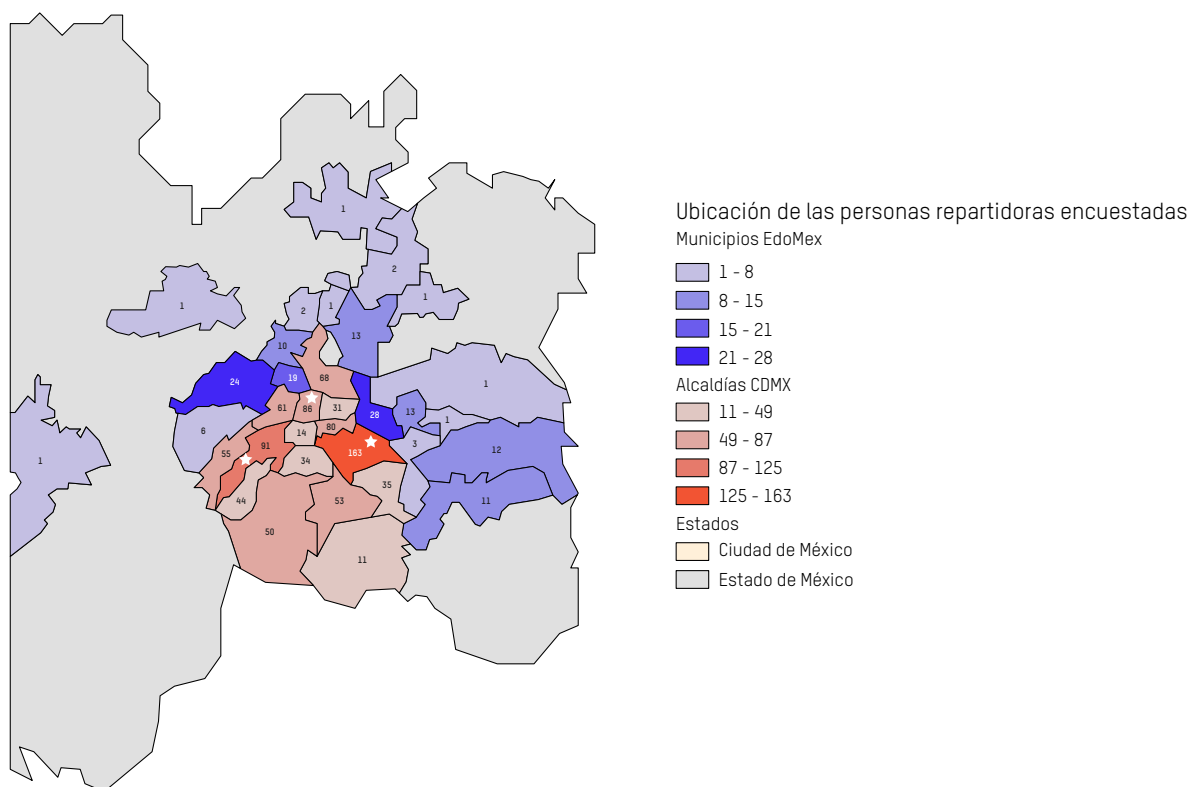 Ubicación de las personas repartidoras encuestadas
Municipios EdoMex
1 - 8
8 - 15
15 - 21
21 - 28
Alcaldías CDMX
11 - 49
49 - 87
87 - 125
125 - 163
Estados
Ciudad de México
Estado de México
1
2
1
1
2
1
13
10
24
19
68
1
61
86
31
28
13
1
6
14
80
3
55
91
163
12
1
34
44
35
53
11
50
11